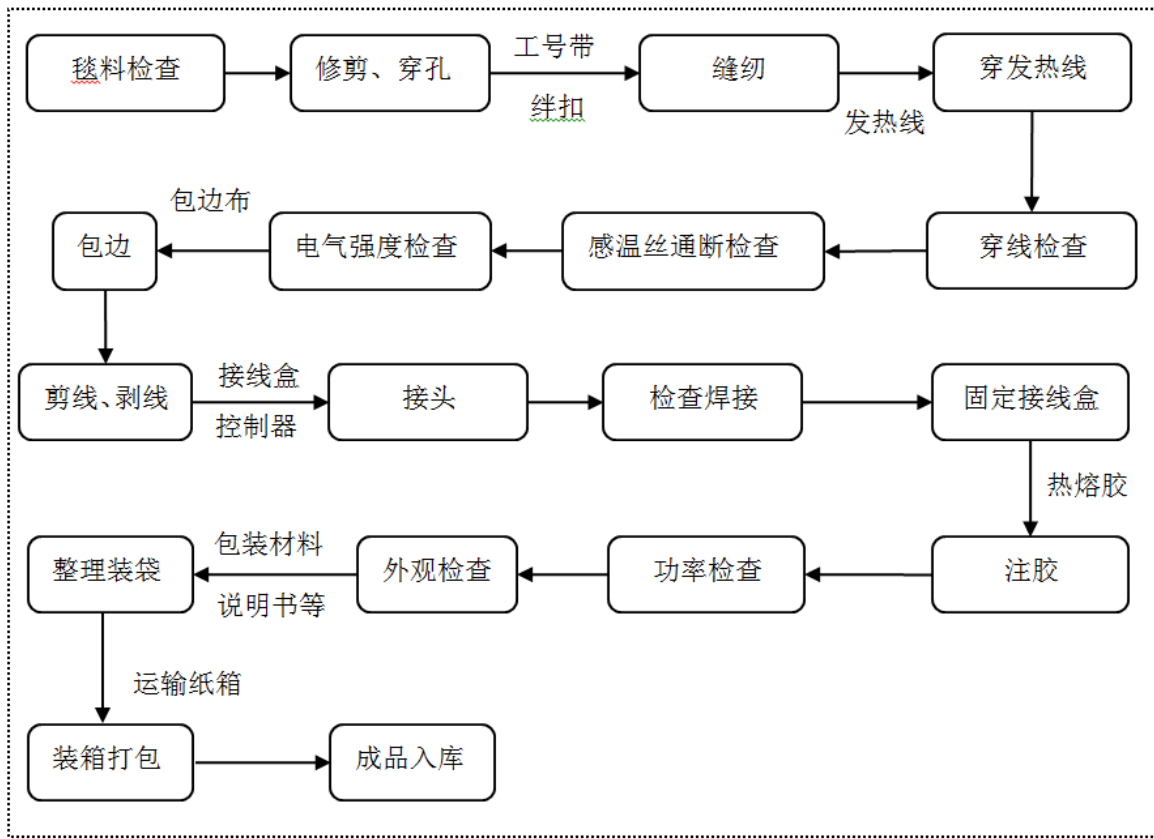 毯料检查
修剪、穿孔
工号带
绊扣
缝纫
发热线
穿发热线
穿线检查
感温丝通断检查
电气强度检查
包边布
包边
剪线、剥线
接线盒
控制器
接头
检查焊接
固定接线盒
热熔胶
注胶
功率检查
外观检查
包装材料
说明书等
整理装袋
运输纸箱
装箱打包
成品入库